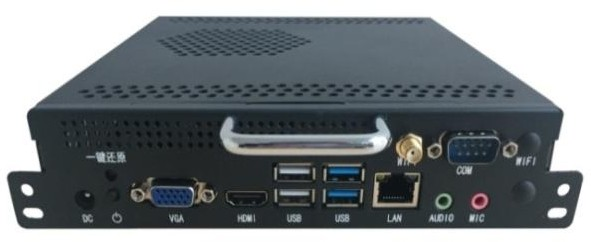 一键还原
WIFI
COM
WIFI
DC
VGA
HDMI
USB
USB
LAN
AUDIO
MIC